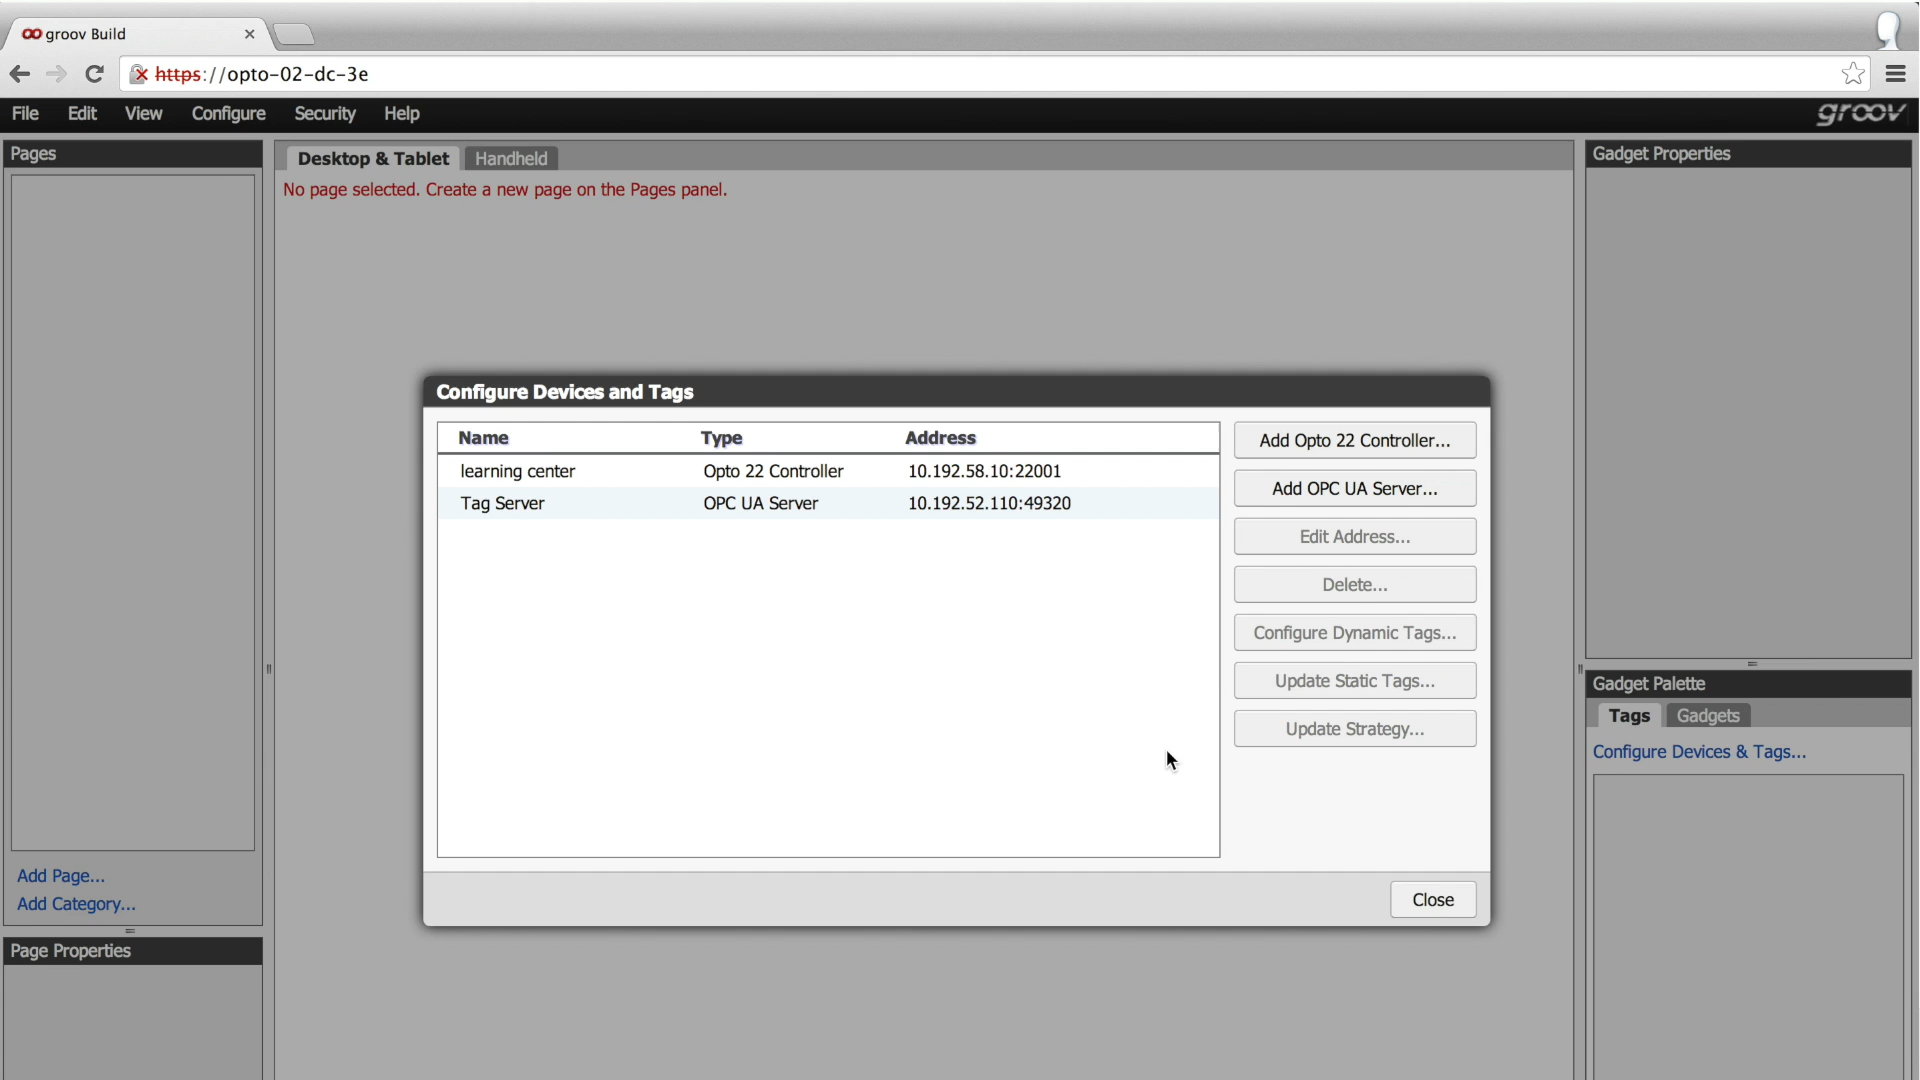 groov Build
https://opto-02-dc-3e
File Edit View Configure Security Help
groov
Pages
Desktop & Tablet Handheld
Gadget Properties
No page selected. Create a new page on the Pages panel.
Configure Devices and Tags
Name Type Address
learning center Opto 22 Controller 10.192.58.10:22001
Tag Server OPC UA Server 10.192.52.110:49320
Add Opto 22 Controller...
Add OPC UA Server...
Edit Address...
Delete...
Configure Dynamic Tags...
Update Static Tags...
Update Strategy...
Close
Gadget Palette
Tags Gadgets
Configure Devices & Tags...
Add Page...
Add Category...
Page Properties